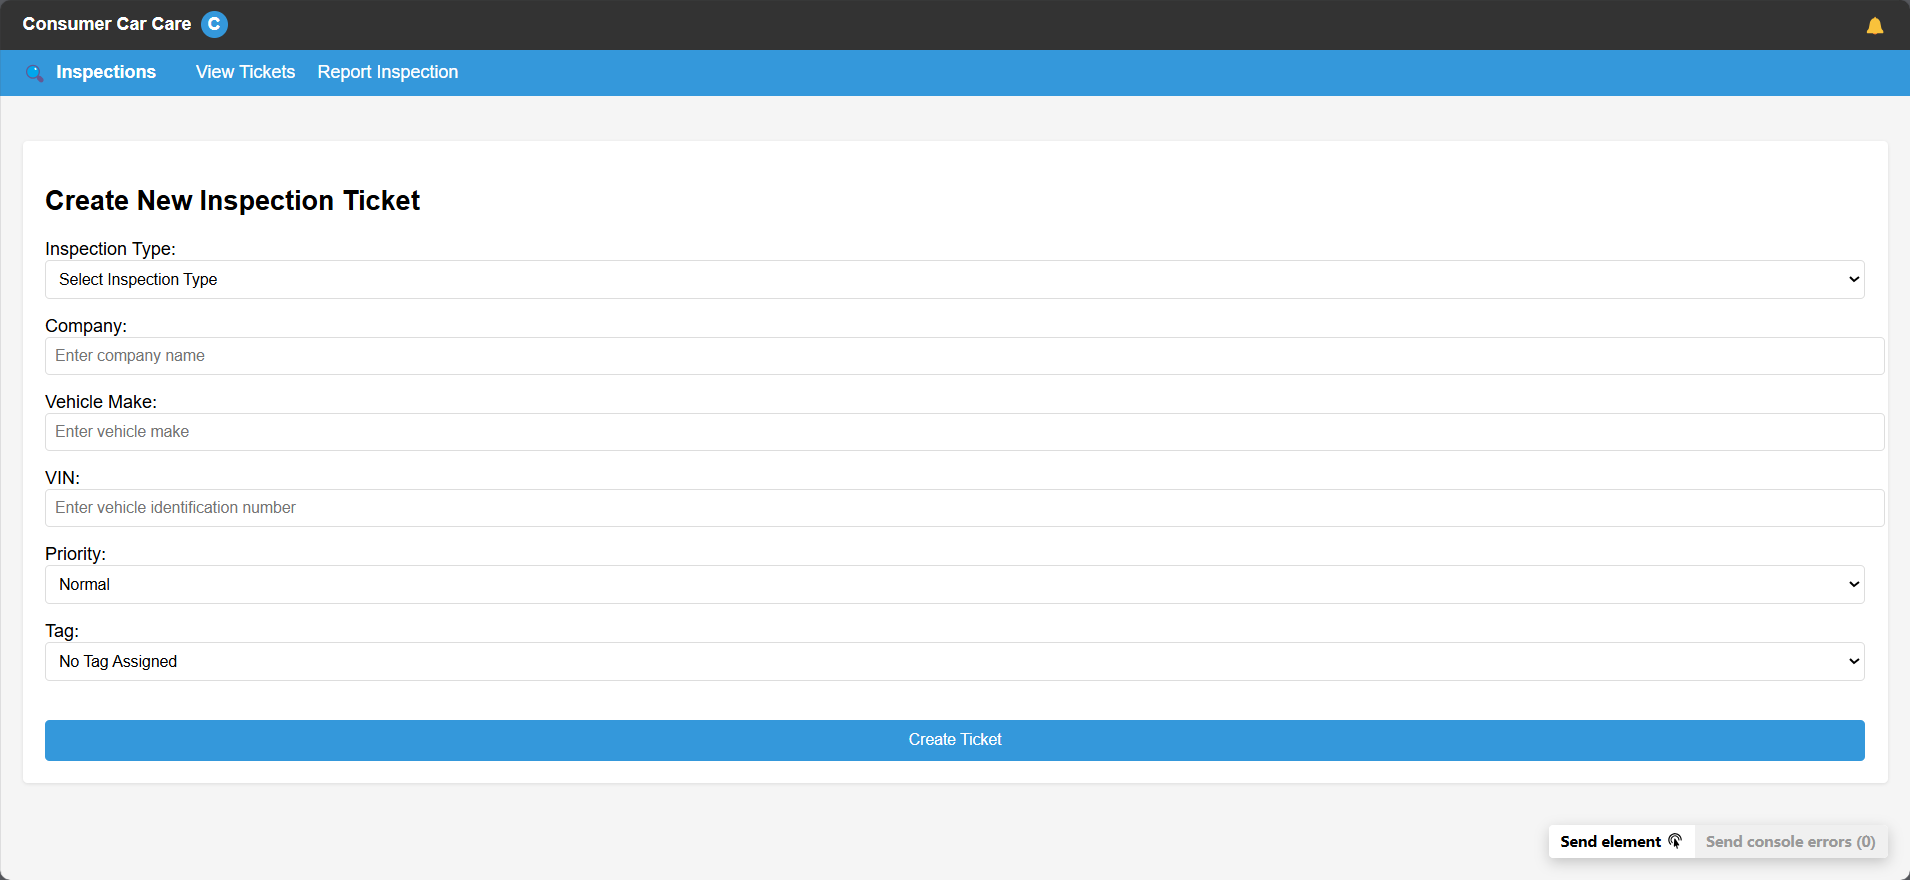 Consumer Car Care C
Inspections View Tickets Report Inspection
Create New Inspection Ticket
Inspection Type:
Select Inspection Type
Company:
Enter company name
Vehicle Make:
Enter vehicle make
VIN:
Enter vehicle identification number
Priority:
Normal
Tag:
No Tag Assigned
Create Ticket
Send element Send console errors (0)